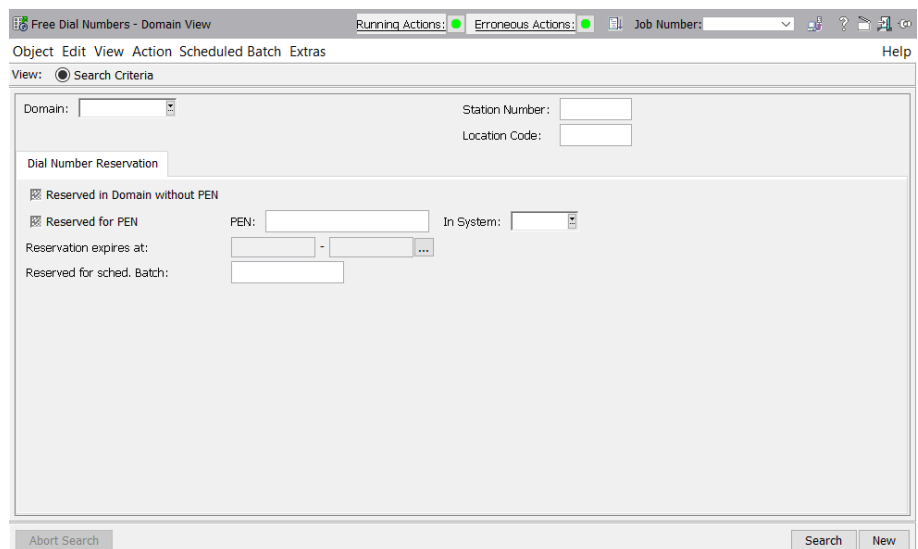 Free Dial Numbers - Domain View Running Actions: Erroneous Actions: Job Number:
Object Edit View Action Scheduled Batch Extras Help
View: Search Criteria
Domain: Station Number:
Location Code:
Dial Number Reservation
Reserved in Domain without PEN
Reserved for PEN PEN: In System:
Reservation expires at: - ...
Reserved for sched. Batch:
Abort Search Search New